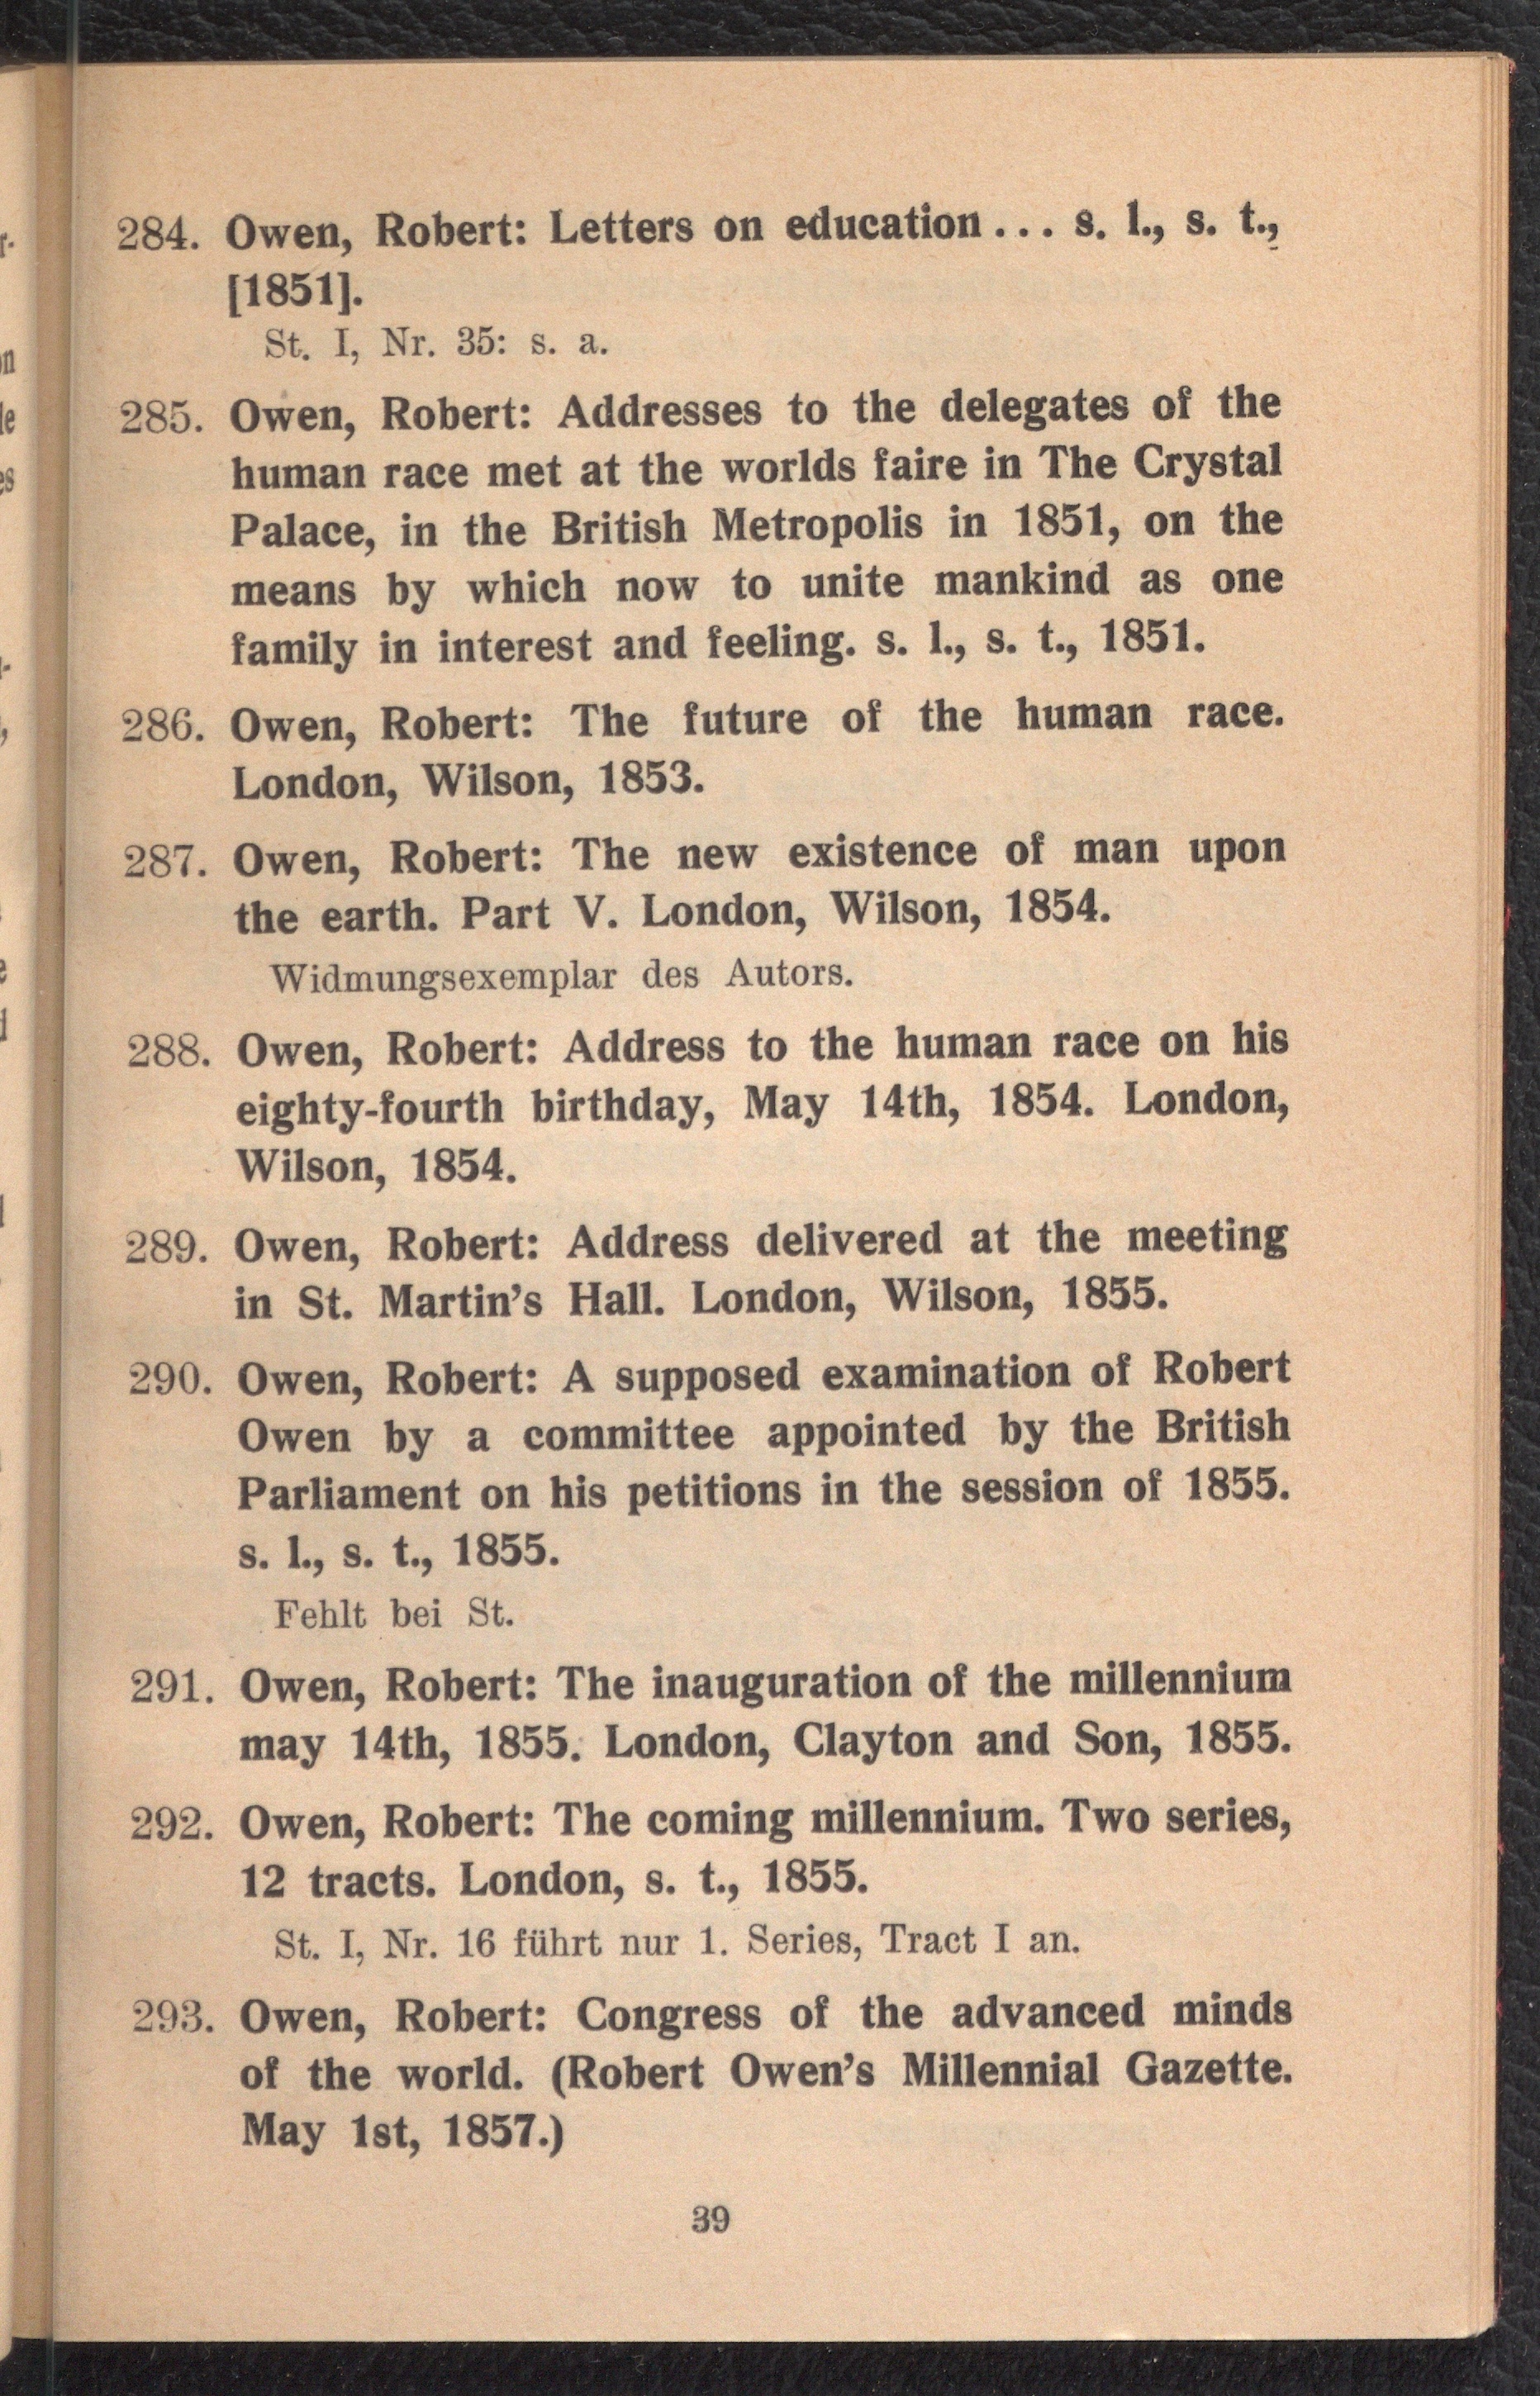 284. Owen, Robert: Letters on education... s. l., s. t.,
[1851].
St. I, Nr. 35: s. a.
285. Owen, Robert: Addresses to the delegates of the
human race met at the worlds faire in The Crystal
Palace, in the British Metropolis in 1851, on the
means by which now to unite mankind as one
family in interest and feeling. s. l., s. t., 1851.
286. Owen, Robert: The future of the human race.
London, Wilson, 1853.
287. Owen, Robert: The new existence of man upon
the earth. Part V. London, Wilson, 1854.
Widmungsexemplar des Autors.
288. Owen, Robert: Address to the human race on his
eighty-fourth birthday, May 14th, 1854. London,
Wilson, 1854.
289. Owen, Robert: Address delivered at the meeting
in St. Martin's Hall. London, Wilson, 1855.
290. Owen, Robert: A supposed examination of Robert
Owen by a committee appointed by the British
Parliament on his petitions in the session of 1855.
s. l., s. t., 1855.
Fehlt bei St.
291. Owen, Robert: The inauguration of the millennium
may 14th, 1855. London, Clayton and Son, 1855.
292. Owen, Robert: The coming millennium. Two series,
12 tracts. London, s. t., 1855.
St. I, Nr. 16 führt nur 1. Series, Tract I an.
293. Owen, Robert: Congress of the advanced minds
of the world. (Robert Owen's Millennial Gazette.
May 1st, 1857.)
39